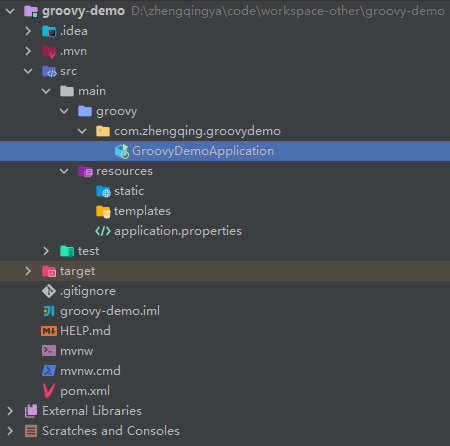 groovy-demo D:\zhengqingya\code\workspace-other\groovy-demo
.idea
.mvn
src
main
groovy
com.zhengqing.groovydemo
GroovyDemoApplication
resources
static
templates
application.properties
test
target
.gitignore
groovy-demo.iml
HELP.md
mvnw
mvnw.cmd
pom.xml
External Libraries
Scratches and Consoles